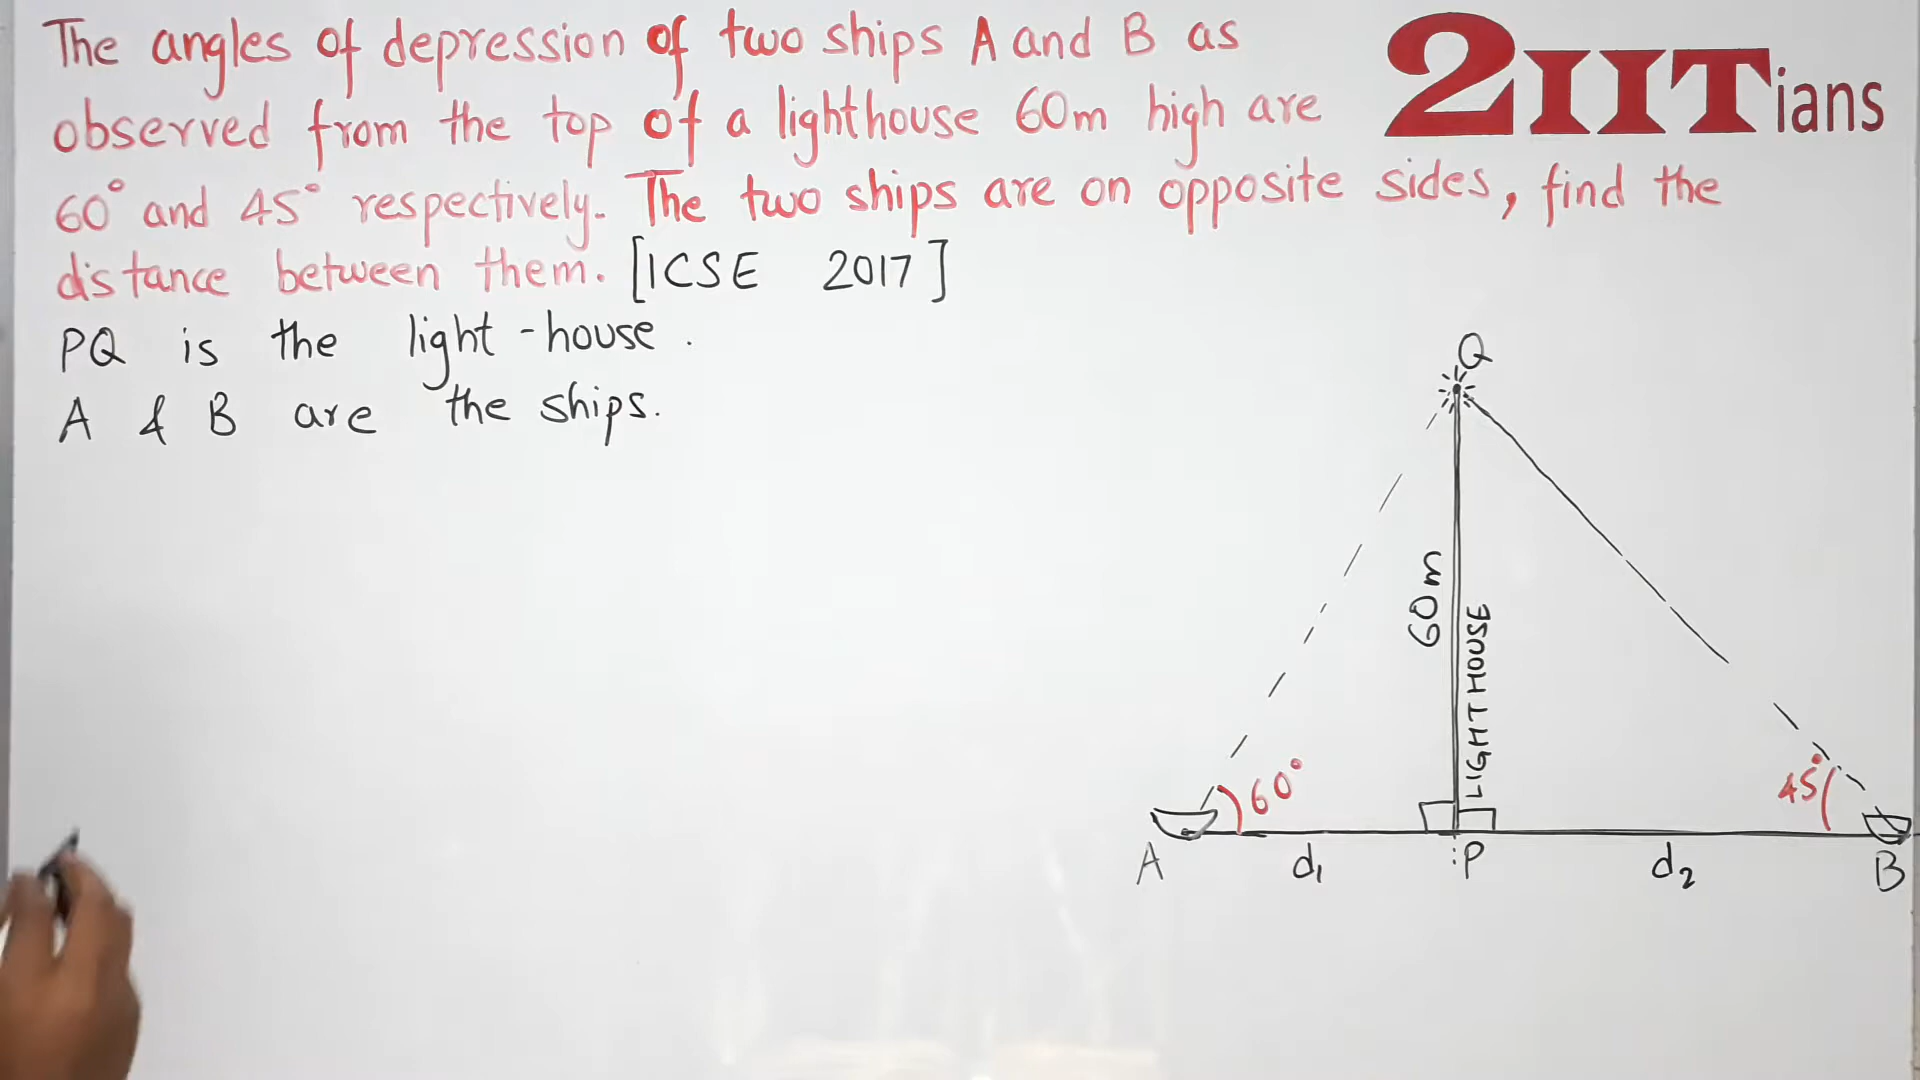 The angles of depression of two ships A and B as
observed from the top of a lighthouse 60m high are
60° and 45° respectively. The two ships are on opposite sides, find the
distance between them. [ICSE 2017]
2IITians
PQ is the light-house.
A & B are the ships.
Q
60m
LIGHTHOUSE
60°
45°
A
d₁
P
d₂
B